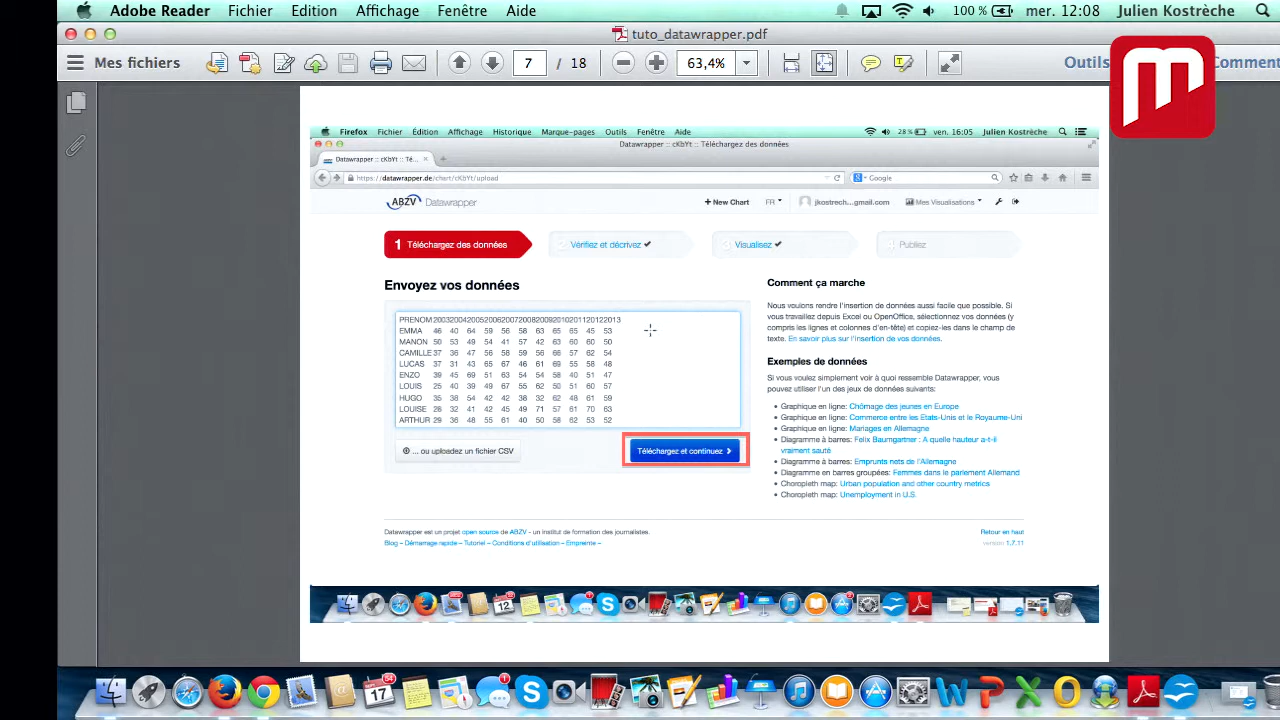 Adobe Reader Fichier Edition Affichage Fenêtre Aide 100 % mer. 12:08 Julien Kostrèche
tuto_datawrapper.pdf
Mes fichiers 7 / 18 63,4% Outils Comment
Firefox Fichier Édition Affichage Historique Marque-pages Outils Fenêtre Aide 28 % ven. 16:05 Julien Kostrèche
Datawrapper :: cKbYt :: Téléchargez des données
Datawrapper :: cKbYt :: Té...
https://datawrapper.de/chart/cKbYt/upload Google
ABZV Datawrapper New Chart FR jkostrech...gmail.com Mes Visualisations
1 Téléchargez des données 2 Vérifiez et décrivez 3 Visualisez 4 Publiez
Envoyez vos données
PRENOM 2003 2004 2005 2006 2007 2008 2009 2010 2011 2012 2013
EMMA 46 40 64 59 56 58 63 65 65 45 53
MANON 50 53 49 54 41 57 42 63 60 60 50
CAMILLE 37 36 47 56 58 59 56 66 57 62 54
LUCAS 37 31 43 65 67 46 61 69 55 58 48
ENZO 39 45 69 51 63 54 54 58 40 51 47
LOUIS 25 40 39 49 67 55 62 50 51 60 57
HUGO 35 38 54 42 42 38 32 62 48 61 59
LOUISE 28 32 41 42 45 49 71 57 61 70 63
ARTHUR 29 36 48 55 61 40 50 58 62 53 52
... ou uploadez un fichier CSV
Téléchargez et continuez
Comment ça marche
Nous voulons rendre l'insertion de données aussi facile que possible. Si
vous travaillez depuis Excel ou OpenOffice, sélectionnez vos données (y
compris les lignes et colonnes d'en-tête) et copiez-les dans le champ de
texte. En savoir plus sur l'insertion de vos données.
Exemples de données
Si vous voulez simplement voir à quoi ressemble Datawrapper, vous
pouvez utiliser l'un des jeux de données suivants:
Graphique en ligne: Chômage des jeunes en Europe
Graphique en ligne: Commerce entre les Etats-Unis et le Royaume-Uni
Graphique en ligne: Mariages en Allemagne
Diagramme à barres: Felix Baumgartner : A quelle hauteur a-t-il
vraiment sauté
Diagramme à barres: Emprunts nets de l'Allemagne
Diagramme en barres groupées: Femmes dans le parlement Allemand
Choropleth map: Urban population and other country metrics
Choropleth map: Unemployment in U.S.
Datawrapper est un projet open source de ABZV - un institut de formation des journalistes. Retour en haut
Blog – Démarrage rapide – Tutoriel – Conditions d'utilisation – Empreinte – version 1.7.11